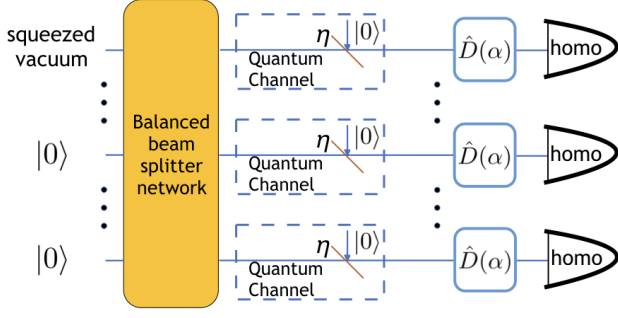 squeezed
vacuum
|0⟩
|0⟩
Balanced
beam
splitter
network
η |0⟩
Quantum
Channel
D̂(α)
homo
η |0⟩
Quantum
Channel
D̂(α)
homo
η |0⟩
Quantum
Channel
D̂(α)
homo